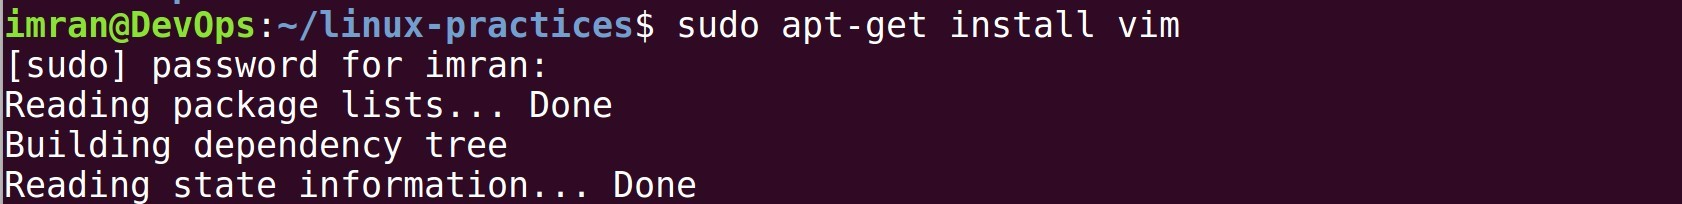 imran@DevOps:~/linux-practices$ sudo apt-get install vim
[sudo] password for imran:
Reading package lists... Done
Building dependency tree
Reading state information... Done